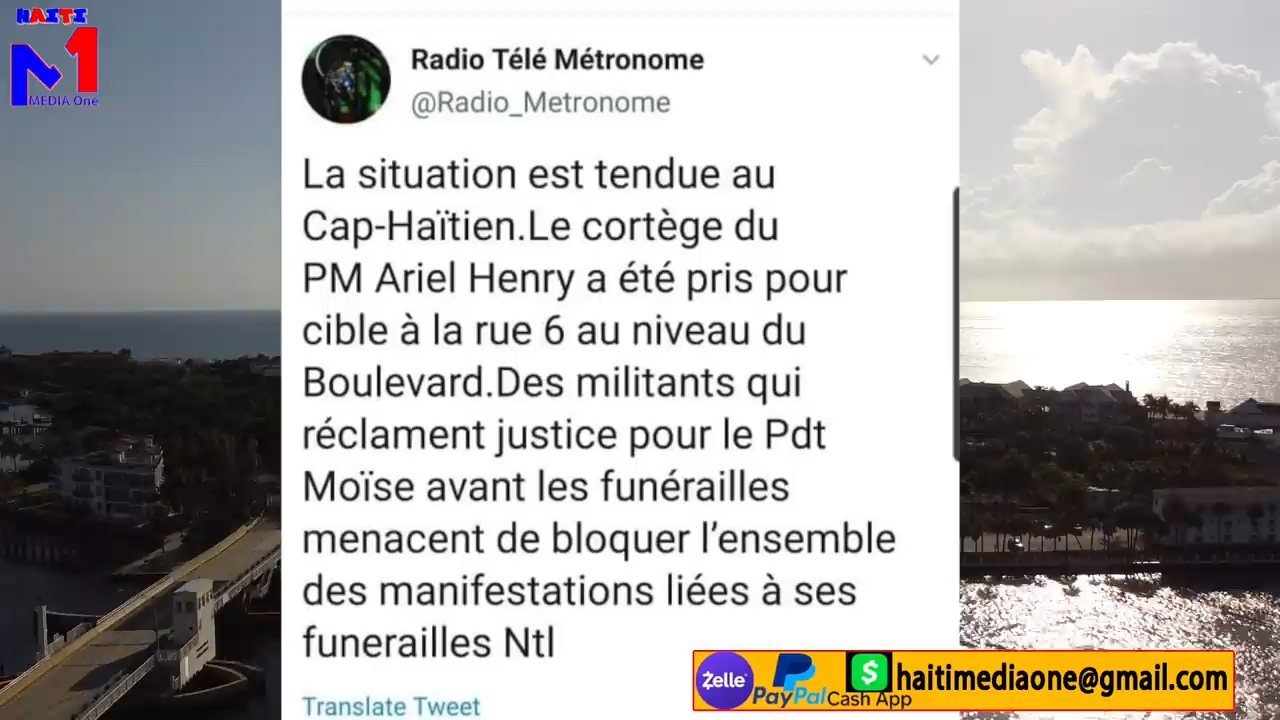 HAITI
MEDIA One
Radio Télé Métronome
@Radio_Metronome
La situation est tendue au
Cap-Haïtien.Le cortège du
PM Ariel Henry a été pris pour
cible à la rue 6 au niveau du
Boulevard.Des militants qui
réclament justice pour le Pdt
Moïse avant les funérailles
menacent de bloquer l’ensemble
des manifestations liées à ses
funerailles Ntl
Translate Tweet
Zelle PayPal $ Cash App haitimediaone@gmail.com